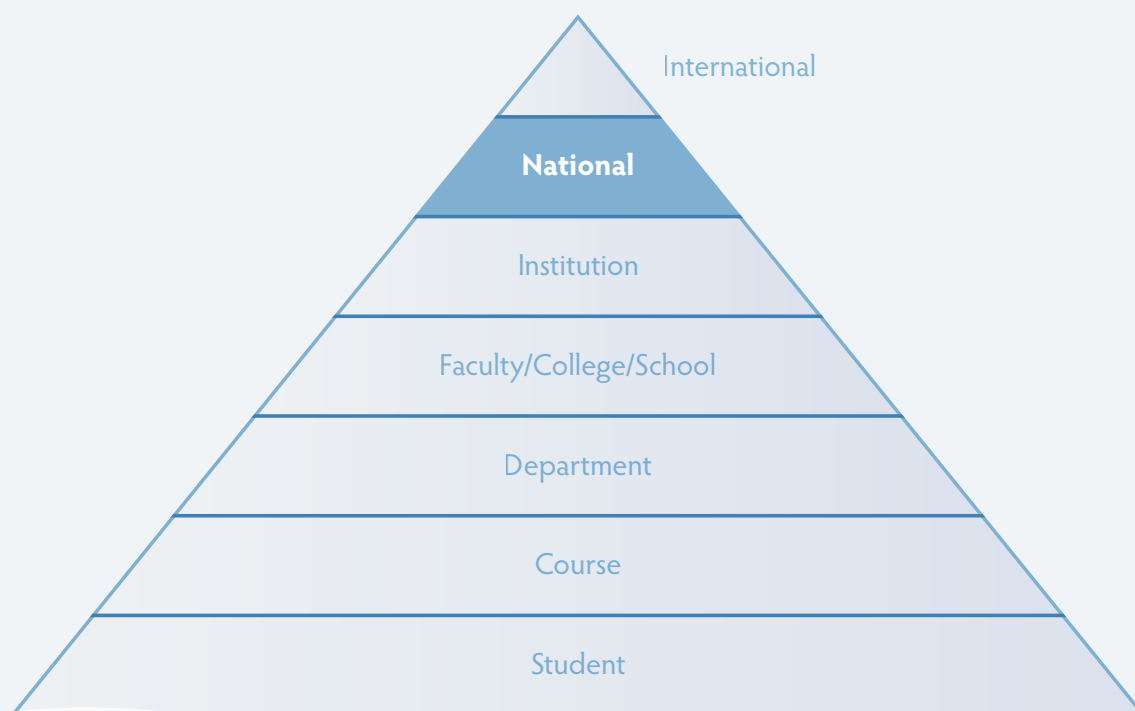 International
National
Institution
Faculty/College/School
Department
Course
Student